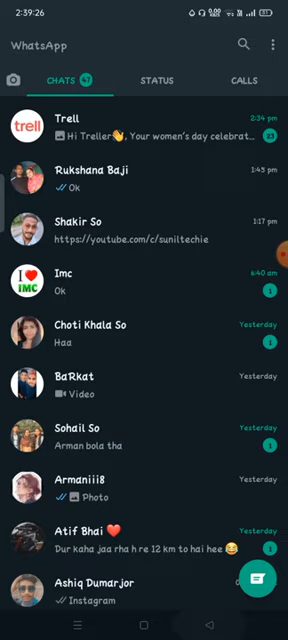 2:39:26
WhatsApp
CHATS 47 STATUS CALLS
trell
Trell 2:34 pm
Hi Treller👋, Your women's day celebrat... 23
Rukshana Baji 1:43 pm
Ok
Shakir So 1:17 pm
https://youtube.com/c/suniltechie
I ❤ IMC
Imc 6:40 am
Ok 1
Choti Khala So Yesterday
Haa 1
BaRkat Yesterday
Video
Sohail So Yesterday
Arman bola tha 1
Armaniii8 Yesterday
Photo
Atif Bhai ❤️ Yesterday
Dur kaha jaa rha h re 12 km to hai hee 😂 1
Ashiq Dumarjor
Instagram